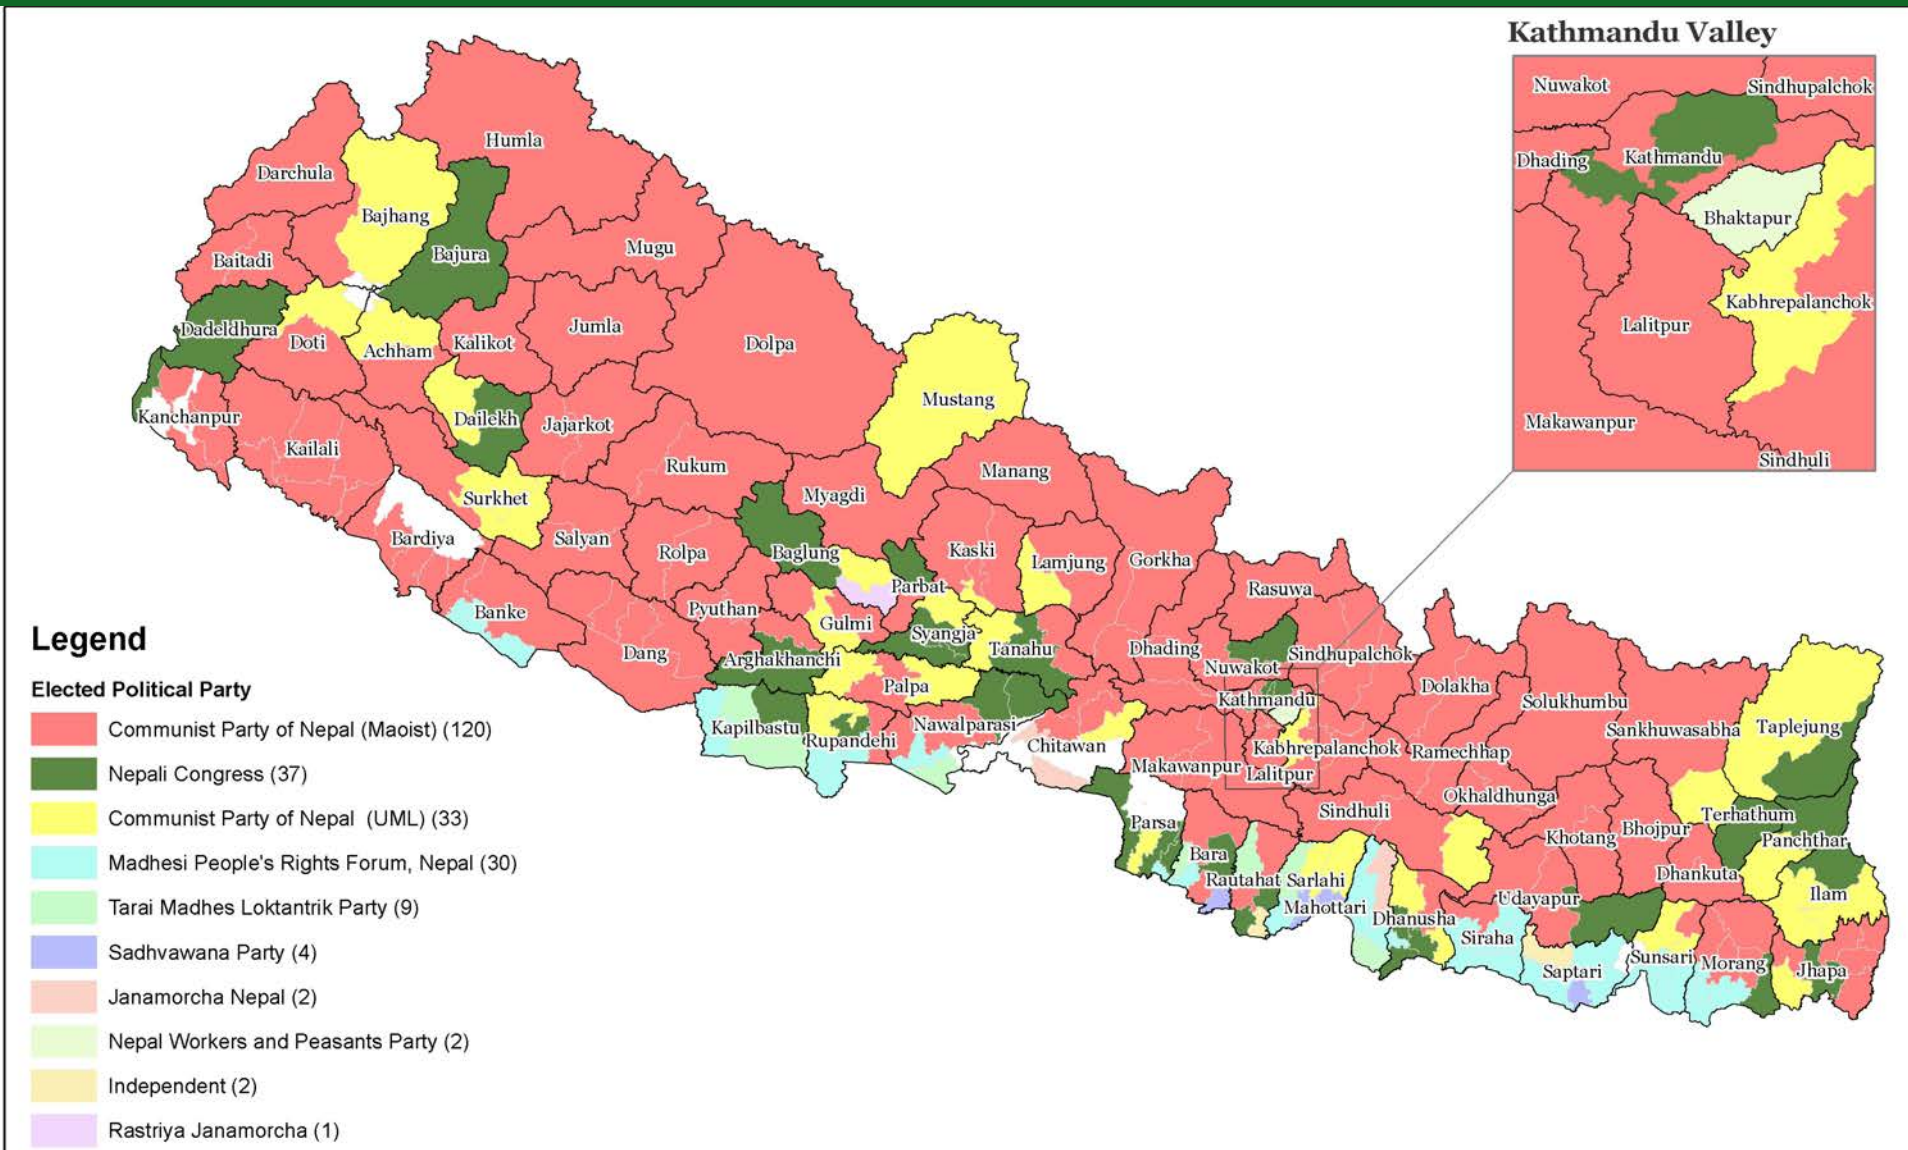 Kathmandu Valley
Nuwakot
Sindhupalchok
Dhading
Kathmandu
Bhaktapur
Kabhrepalanchok
Lalitpur
Makawanpur
Sindhuli
Humla
Darchula
Bajhang
Bajura
Mugu
Baitadi
Dadeldhura
Doti
Achham
Kalikot
Jumla
Dolpa
Mustang
Kanchanpur
Dailekh
Jajarkot
Kailali
Rukum
Manang
Surkhet
Myagdi
Bardiya
Salyan
Rolpa
Baglung
Kaski
Lamjung
Gorkha
Parbat
Rasuwa
Banke
Pyuthan
Gulmi
Syangja
Tanahu
Dhading
Dang
Arghakhanchi
Nuwakot
Sindhupalchok
Palpa
Dolakha
Kathmandu
Solukhumbu
Kapilbastu
Rupandehi
Nawalparasi
Chitawan
Kabhrepalanchok
Ramechhap
Sankhuwasabha
Taplejung
Makawanpur
Lalitpur
Okhaldhunga
Sindhuli
Parsa
Khotang
Bhojpur
Terhathum
Panchthar
Bara
Rautahat
Sarlahi
Dhankuta
Ilam
Mahottari
Dhanusha
Udayapur
Siraha
Saptari
Sunsari
Morang
Jhapa
Legend
Elected Political Party
Communist Party of Nepal (Maoist) (120)
Nepali Congress (37)
Communist Party of Nepal (UML) (33)
Madhesi People's Rights Forum, Nepal (30)
Tarai Madhes Loktantrik Party (9)
Sadhvawana Party (4)
Janamorcha Nepal (2)
Nepal Workers and Peasants Party (2)
Independent (2)
Rastriya Janamorcha (1)